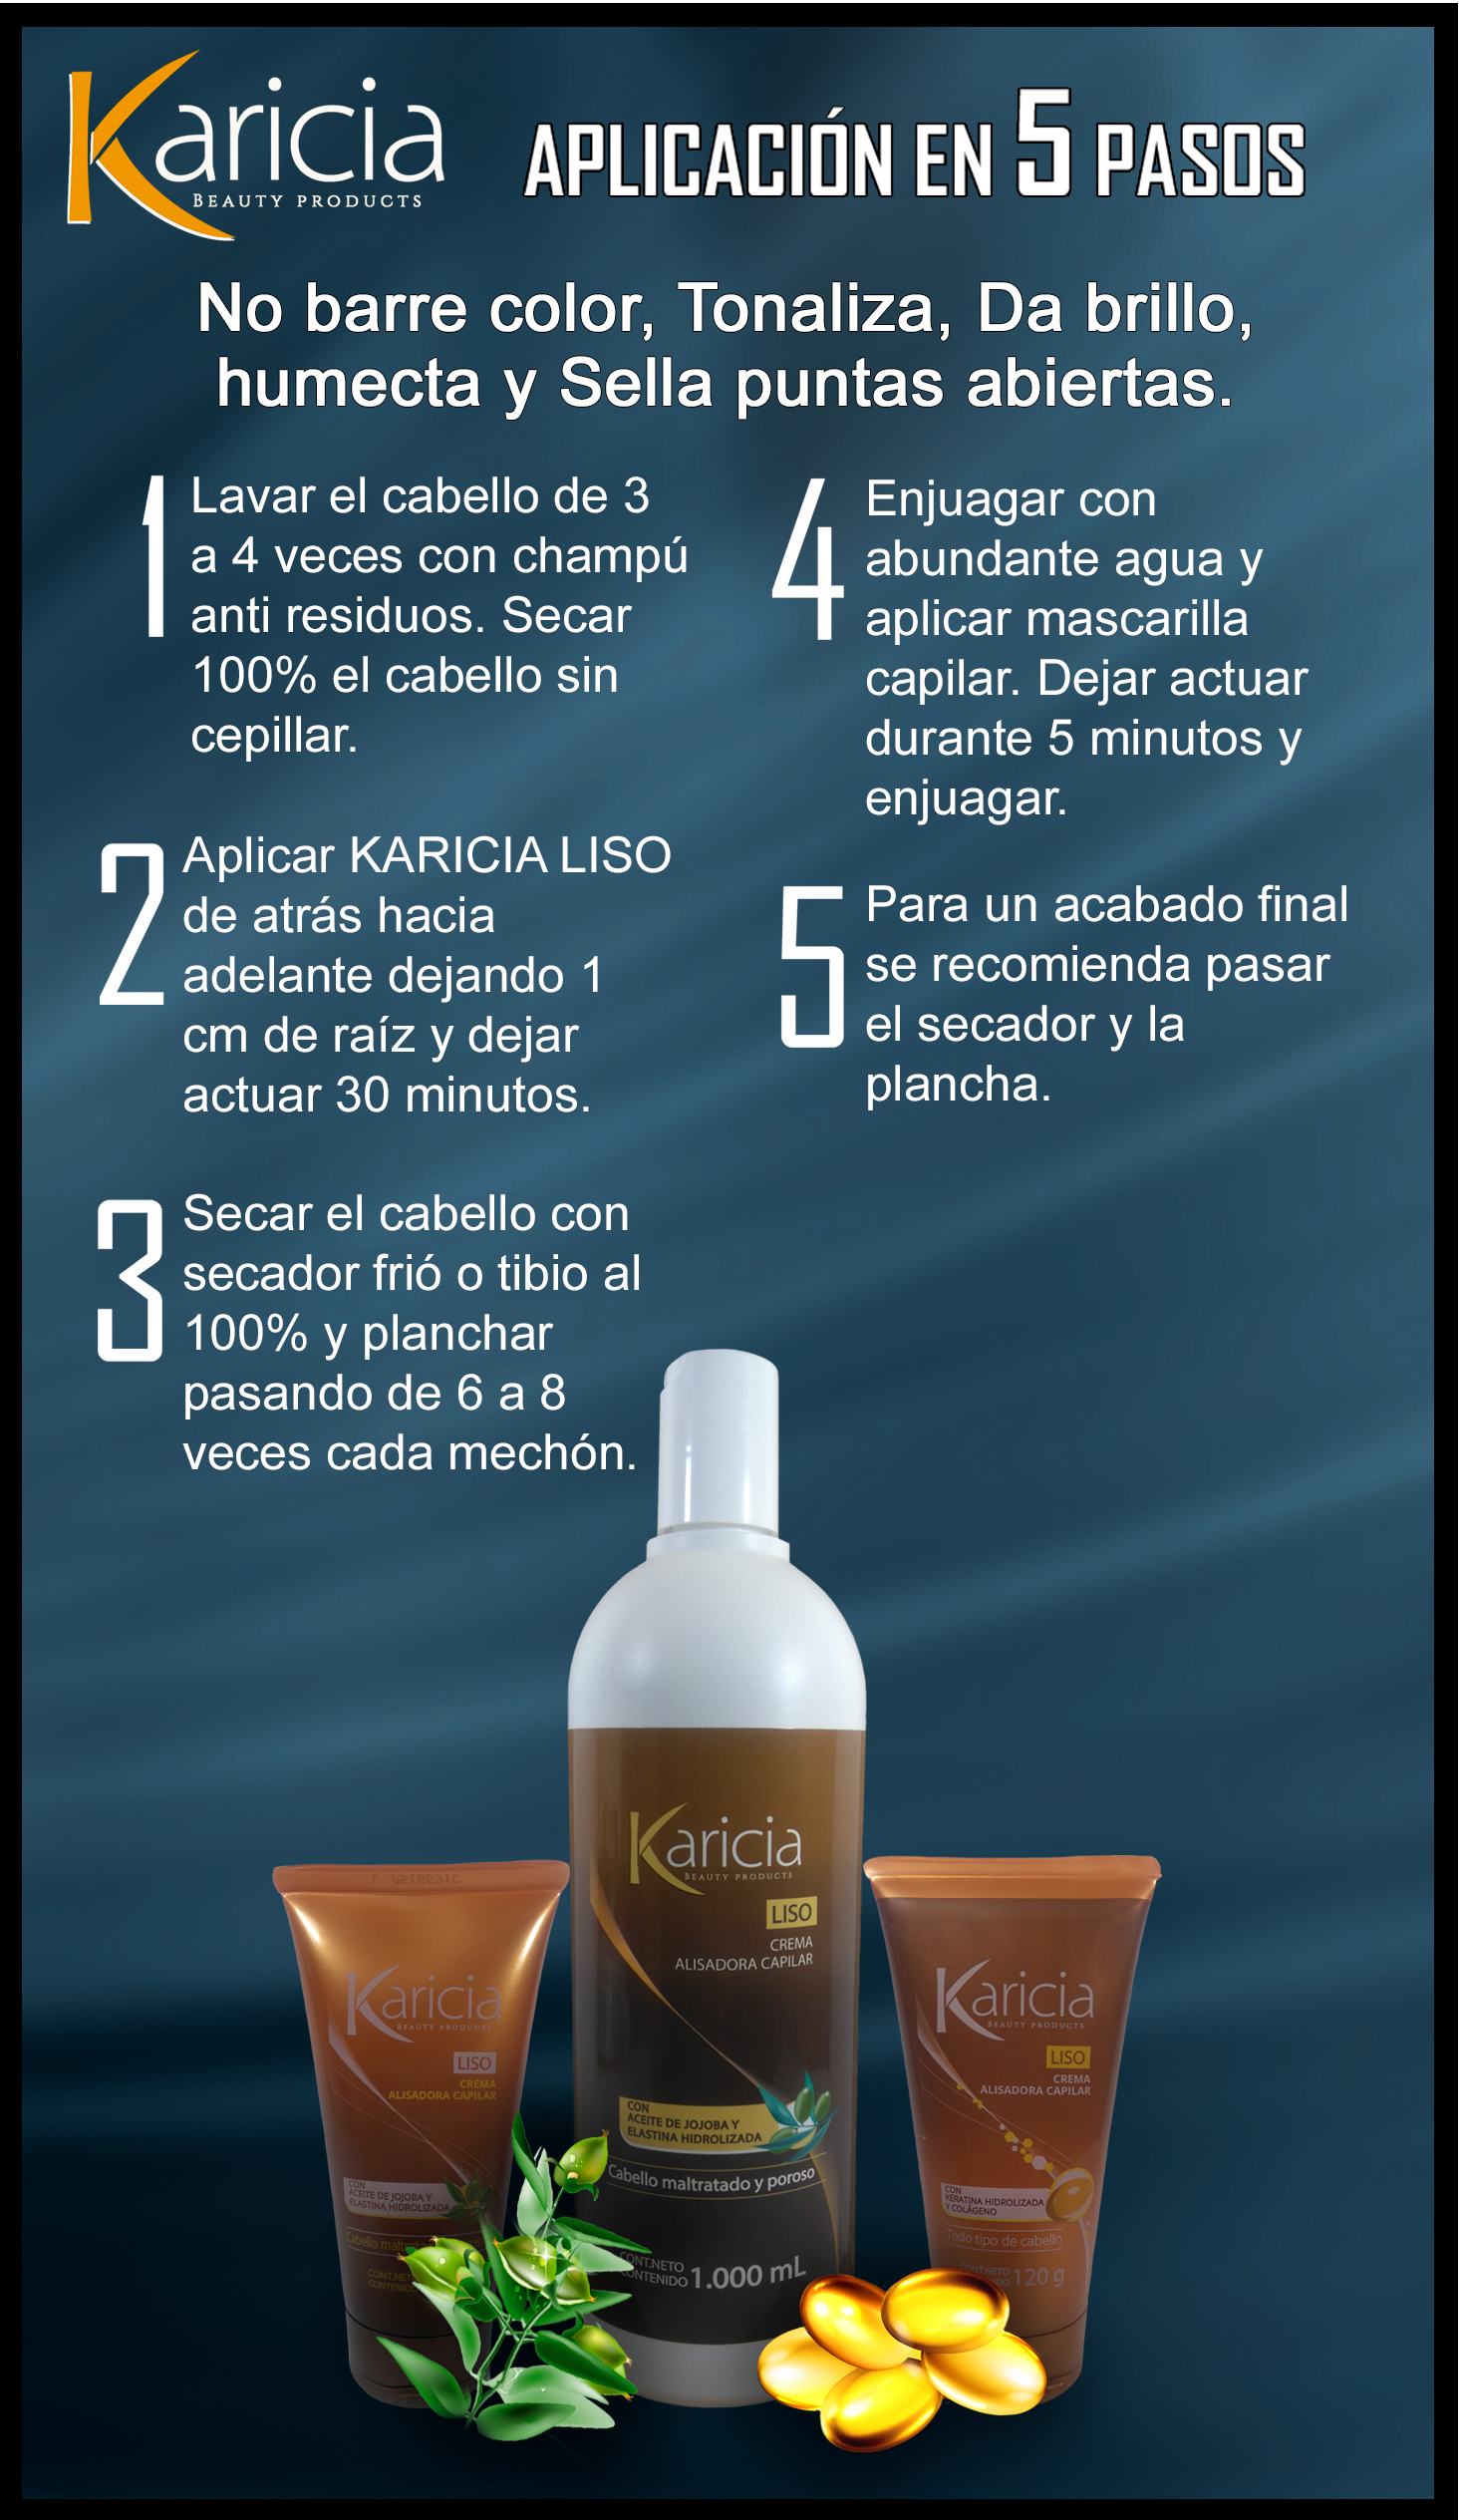 Karicia
BEAUTY PRODUCTS
APLICACIÓN EN 5 PASOS
No barre color, Tonaliza, Da brillo,
humecta y Sella puntas abiertas.
1
Lavar el cabello de 3
a 4 veces con champú
anti residuos. Secar
100% el cabello sin
cepillar.
2
Aplicar KARICIA LISO
de atrás hacia
adelante dejando 1
cm de raíz y dejar
actuar 30 minutos.
3
Secar el cabello con
secador frió o tibio al
100% y planchar
pasando de 6 a 8
veces cada mechón.
4
Enjuagar con
abundante agua y
aplicar mascarilla
capilar. Dejar actuar
durante 5 minutos y
enjuagar.
5
Para un acabado final
se recomienda pasar
el secador y la
plancha.
Karicia
BEAUTY PRODUCTS
LISO
CREMA
ALISADORA CAPILAR
CON
ACEITE DE JOJOBA Y
ELASTINA HIDROLIZADA
Cabello
Karicia
BEAUTY PRODUCTS
LISO
CREMA
ALISADORA CAPILAR
CON
ACEITE DE JOJOBA Y
ELASTINA HIDROLIZADA
Cabello maltratado y poroso
CONT.NETO
CONTENIDO 1.000 mL
Karicia
BEAUTY PRODUCTS
LISO
CREMA
ALISADORA CAPILAR
CON
KERATINA HIDROLIZADA
Y COLÁGENO
Todo tipo de cabello
120 g